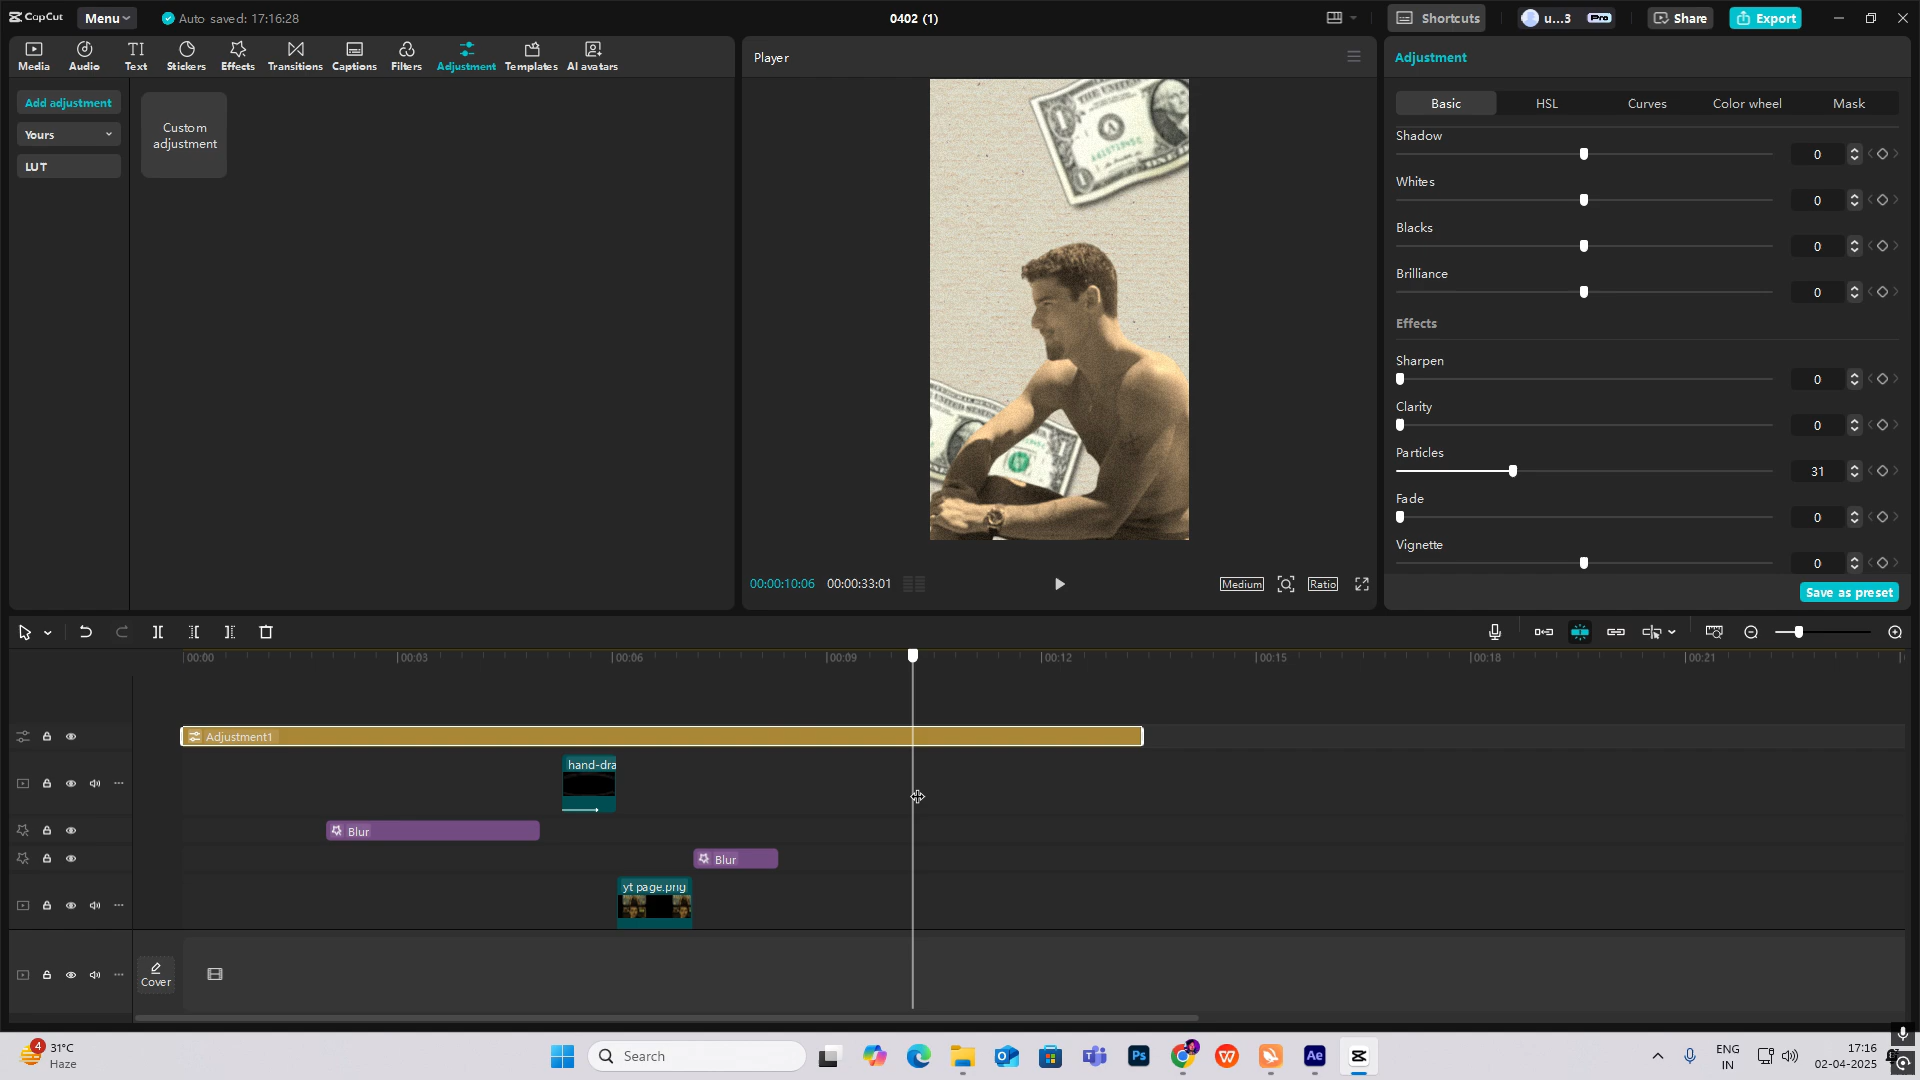 CapCut
Menu
Auto saved: 17:16:28
0402 (1)
Shortcuts
u...3
Pro
Share
Export
Media
Audio
Text
Stickers
Effects
Transitions
Captions
Filters
Adjustment
Templates
AI avatars
Add adjustment
Yours
LUT
Custom
adjustment
Player
THE UNITED
00:00:10:06
00:00:33:01
Medium
Ratio
Adjustment
Basic
HSL
Curves
Color wheel
Mask
Shadow
0
Whites
0
Blacks
0
Brilliance
0
Effects
Sharpen
0
Clarity
0
Particles
31
Fade
0
Vignette
0
Save as preset
00:00
00:03
00:06
00:09
00:12
00:15
00:18
00:21
Adjustment1
hand-dra
Blur
Blur
yt page.png
Cover
4
31°C
Haze
Search
Ps
Ae
ENG
IN
17:16
02-04-2025